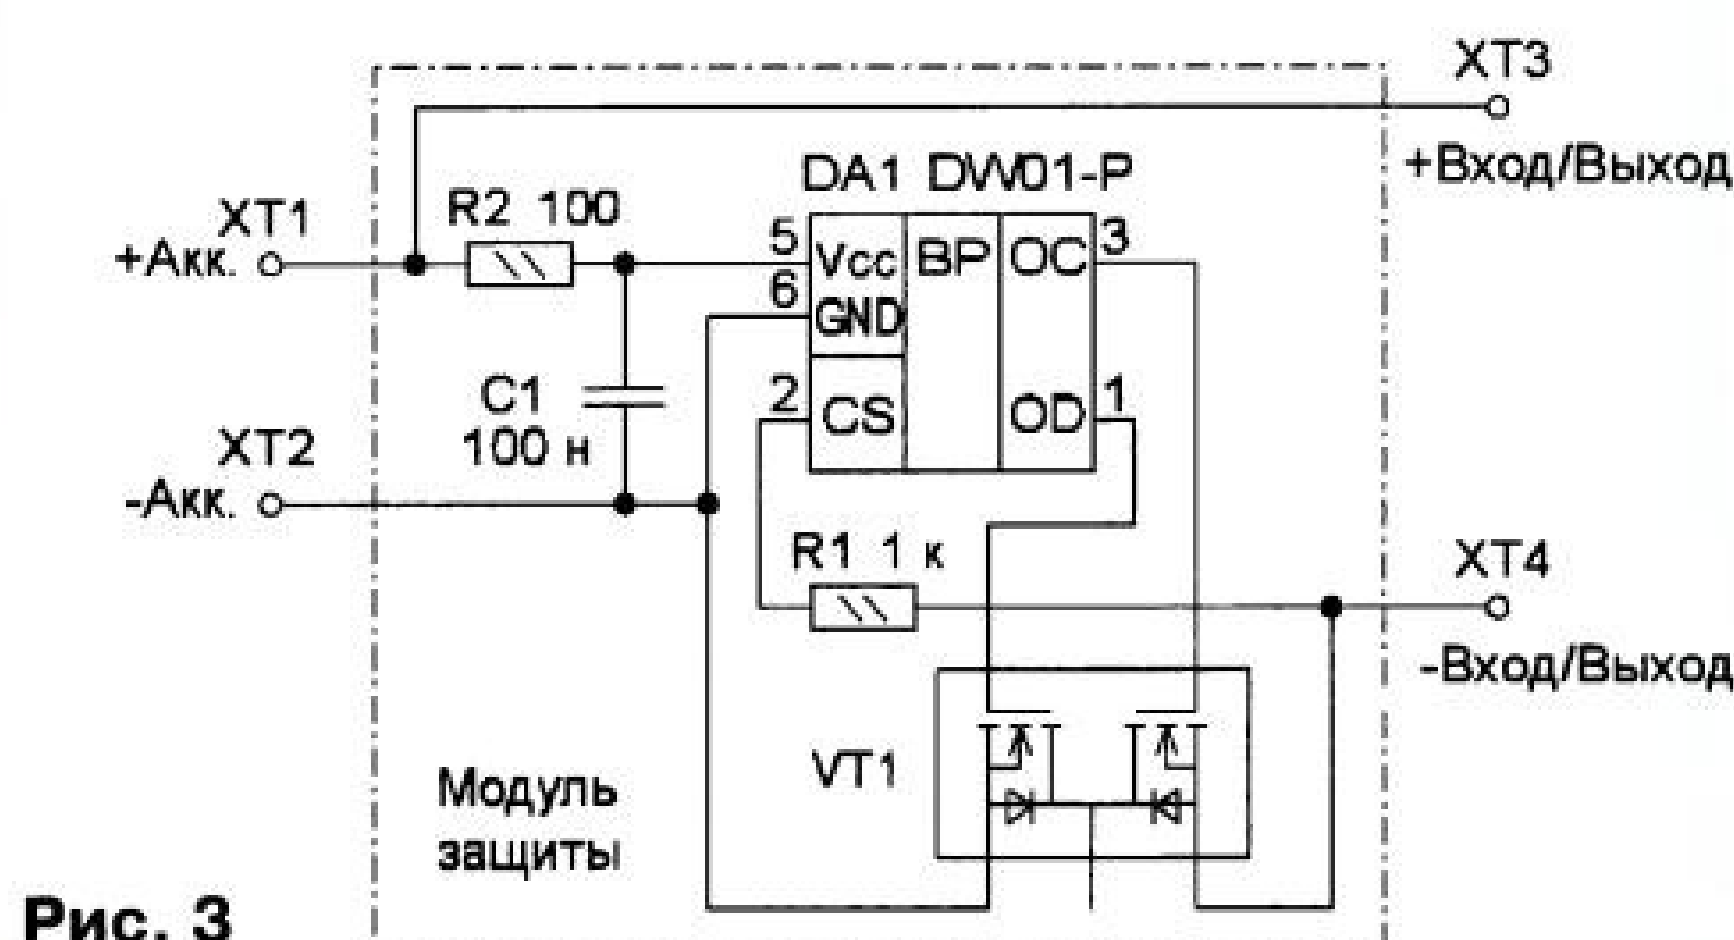 XT3
+Вход/Выход
DA1 DW01-P
R2 100
XT1
+Акк.
5
Vcc
BP
OC
3
6
GND
C1
100 н
2
CS
OD
1
XT2
-Акк.
R1 1 к
XT4
-Вход/Выход
VT1
Модуль
защиты
Рис. 3